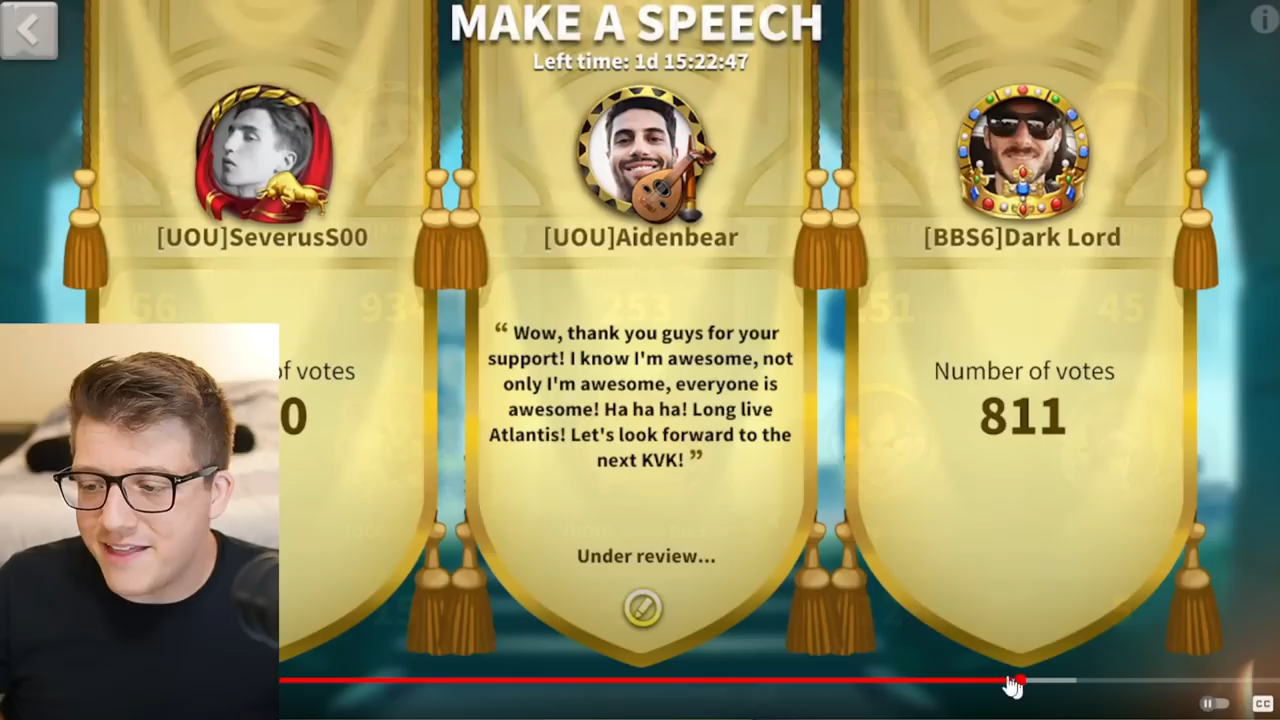 MAKE A SPEECH
Left time: 1d 15:22:47
[UOU]SeverusS00
[UOU]Aidenbear
[BBS6]Dark Lord
of votes
0
“ Wow, thank you guys for your
support! I know I'm awesome, not
only I'm awesome, everyone is
awesome! Ha ha ha! Long live
Atlantis! Let's look forward to the
next KVK! ”
Under review...
Number of votes
811
CC